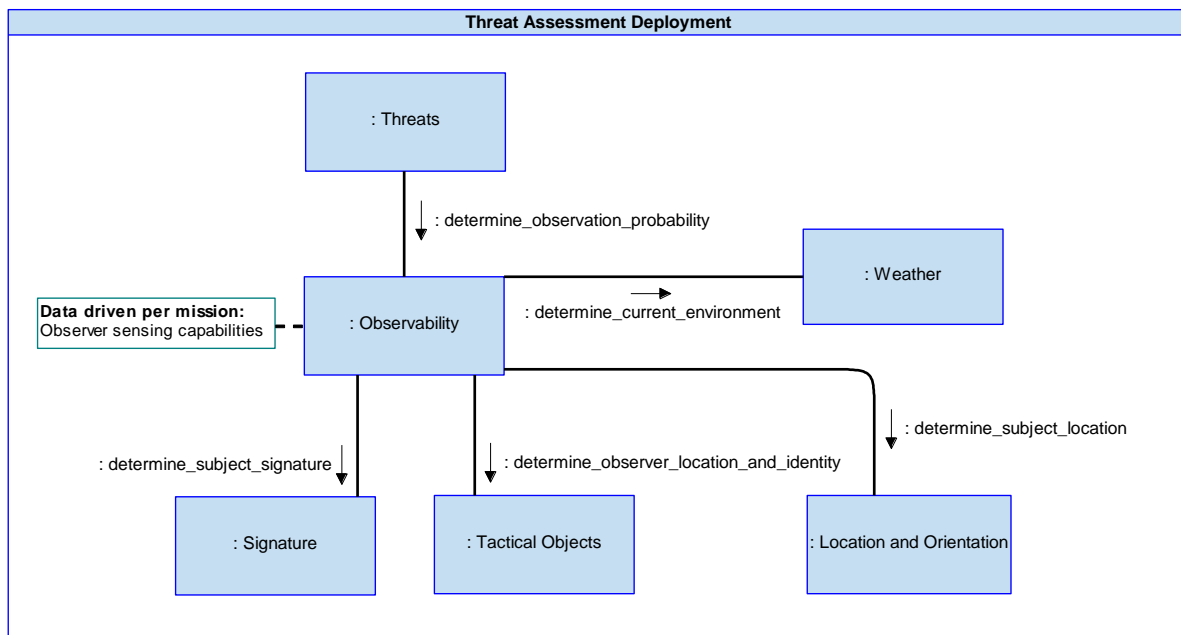 Threat Assessment Deployment
: Threats
: determine_observation_probability
: Weather
: determine_current_environment
Data driven per mission:
Observer sensing capabilities
: Observability
: determine_subject_location
: determine_subject_signature
: determine_observer_location_and_identity
: Signature
: Tactical Objects
: Location and Orientation